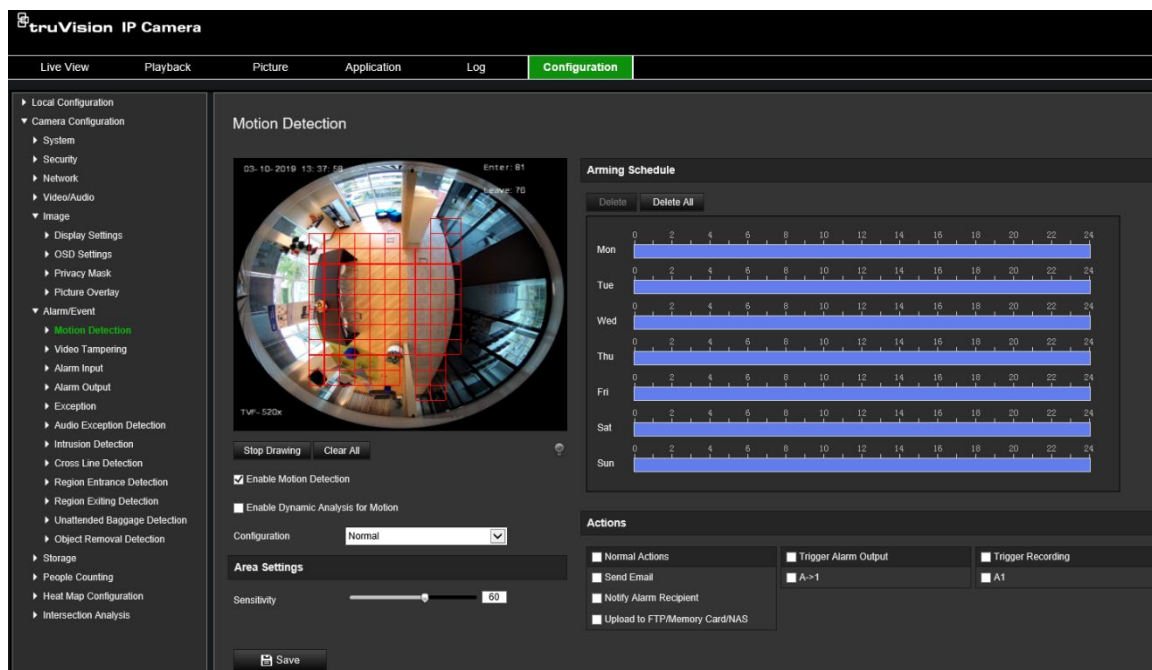 truVision IP Camera
Live View Playback Picture Application Log Configuration
Local Configuration
Camera Configuration
System
Security
Network
Video/Audio
Image
Display Settings
OSD Settings
Privacy Mask
Picture Overlay
Alarm/Event
Motion Detection
Video Tampering
Alarm Input
Alarm Output
Exception
Audio Exception Detection
Intrusion Detection
Cross Line Detection
Region Entrance Detection
Region Exiting Detection
Unattended Baggage Detection
Object Removal Detection
Storage
People Counting
Heat Map Configuration
Intersection Analysis
Motion Detection
03-10-2019 13:37:58
Enter: 81
Leave: 76
TVF-520x
Stop Drawing Clear All
Enable Motion Detection
Enable Dynamic Analysis for Motion
Configuration Normal
Area Settings
Sensitivity 60
Save
Arming Schedule
Delete Delete All
0 2 4 6 8 10 12 14 16 18 20 22 24
Mon
0 2 4 6 8 10 12 14 16 18 20 22 24
Tue
0 2 4 6 8 10 12 14 16 18 20 22 24
Wed
0 2 4 6 8 10 12 14 16 18 20 22 24
Thu
0 2 4 6 8 10 12 14 16 18 20 22 24
Fri
0 2 4 6 8 10 12 14 16 18 20 22 24
Sat
0 2 4 6 8 10 12 14 16 18 20 22 24
Sun
Actions
Normal Actions Trigger Alarm Output Trigger Recording
Send Email A->1 A1
Notify Alarm Recipient
Upload to FTP/Memory Card/NAS